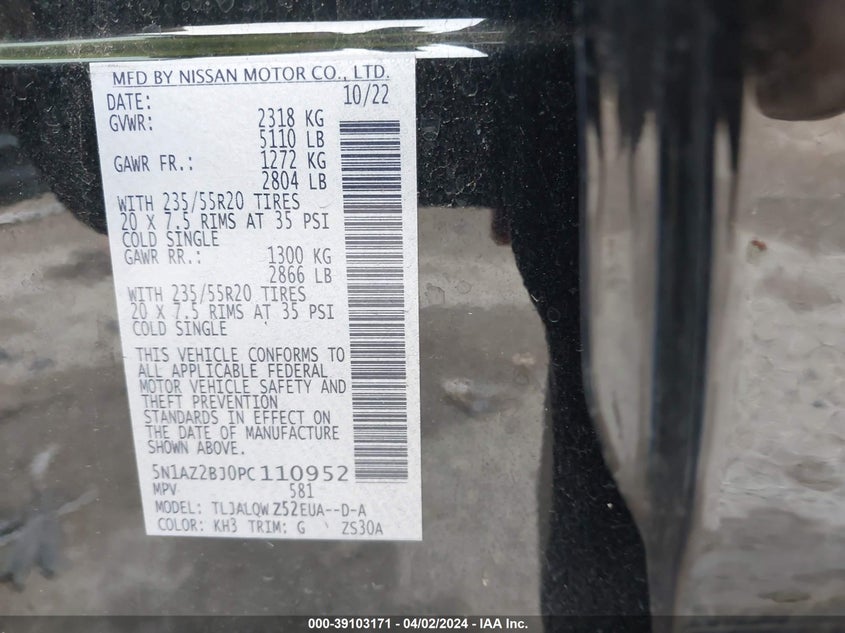 MFD BY NISSAN MOTOR CO., LTD.
DATE: 10/22
GVWR: 2318 KG
5110 LB
GAWR FR.: 1272 KG
2804 LB
WITH 235/55R20 TIRES
20 X 7.5 RIMS AT 35 PSI
COLD SINGLE
GAWR RR.: 1300 KG
2866 LB
WITH 235/55R20 TIRES
20 X 7.5 RIMS AT 35 PSI
COLD SINGLE
THIS VEHICLE CONFORMS TO
ALL APPLICABLE FEDERAL
MOTOR VEHICLE SAFETY AND
THEFT PREVENTION
STANDARDS IN EFFECT ON
THE DATE OF MANUFACTURE
SHOWN ABOVE.
5N1AZ2BJ0PC110952
MPV 581
MODEL: TLJALQW Z52EUA--D-A
COLOR: KH3 TRIM: G ZS30A
000-39103171 - 04/02/2024 - IAA Inc.